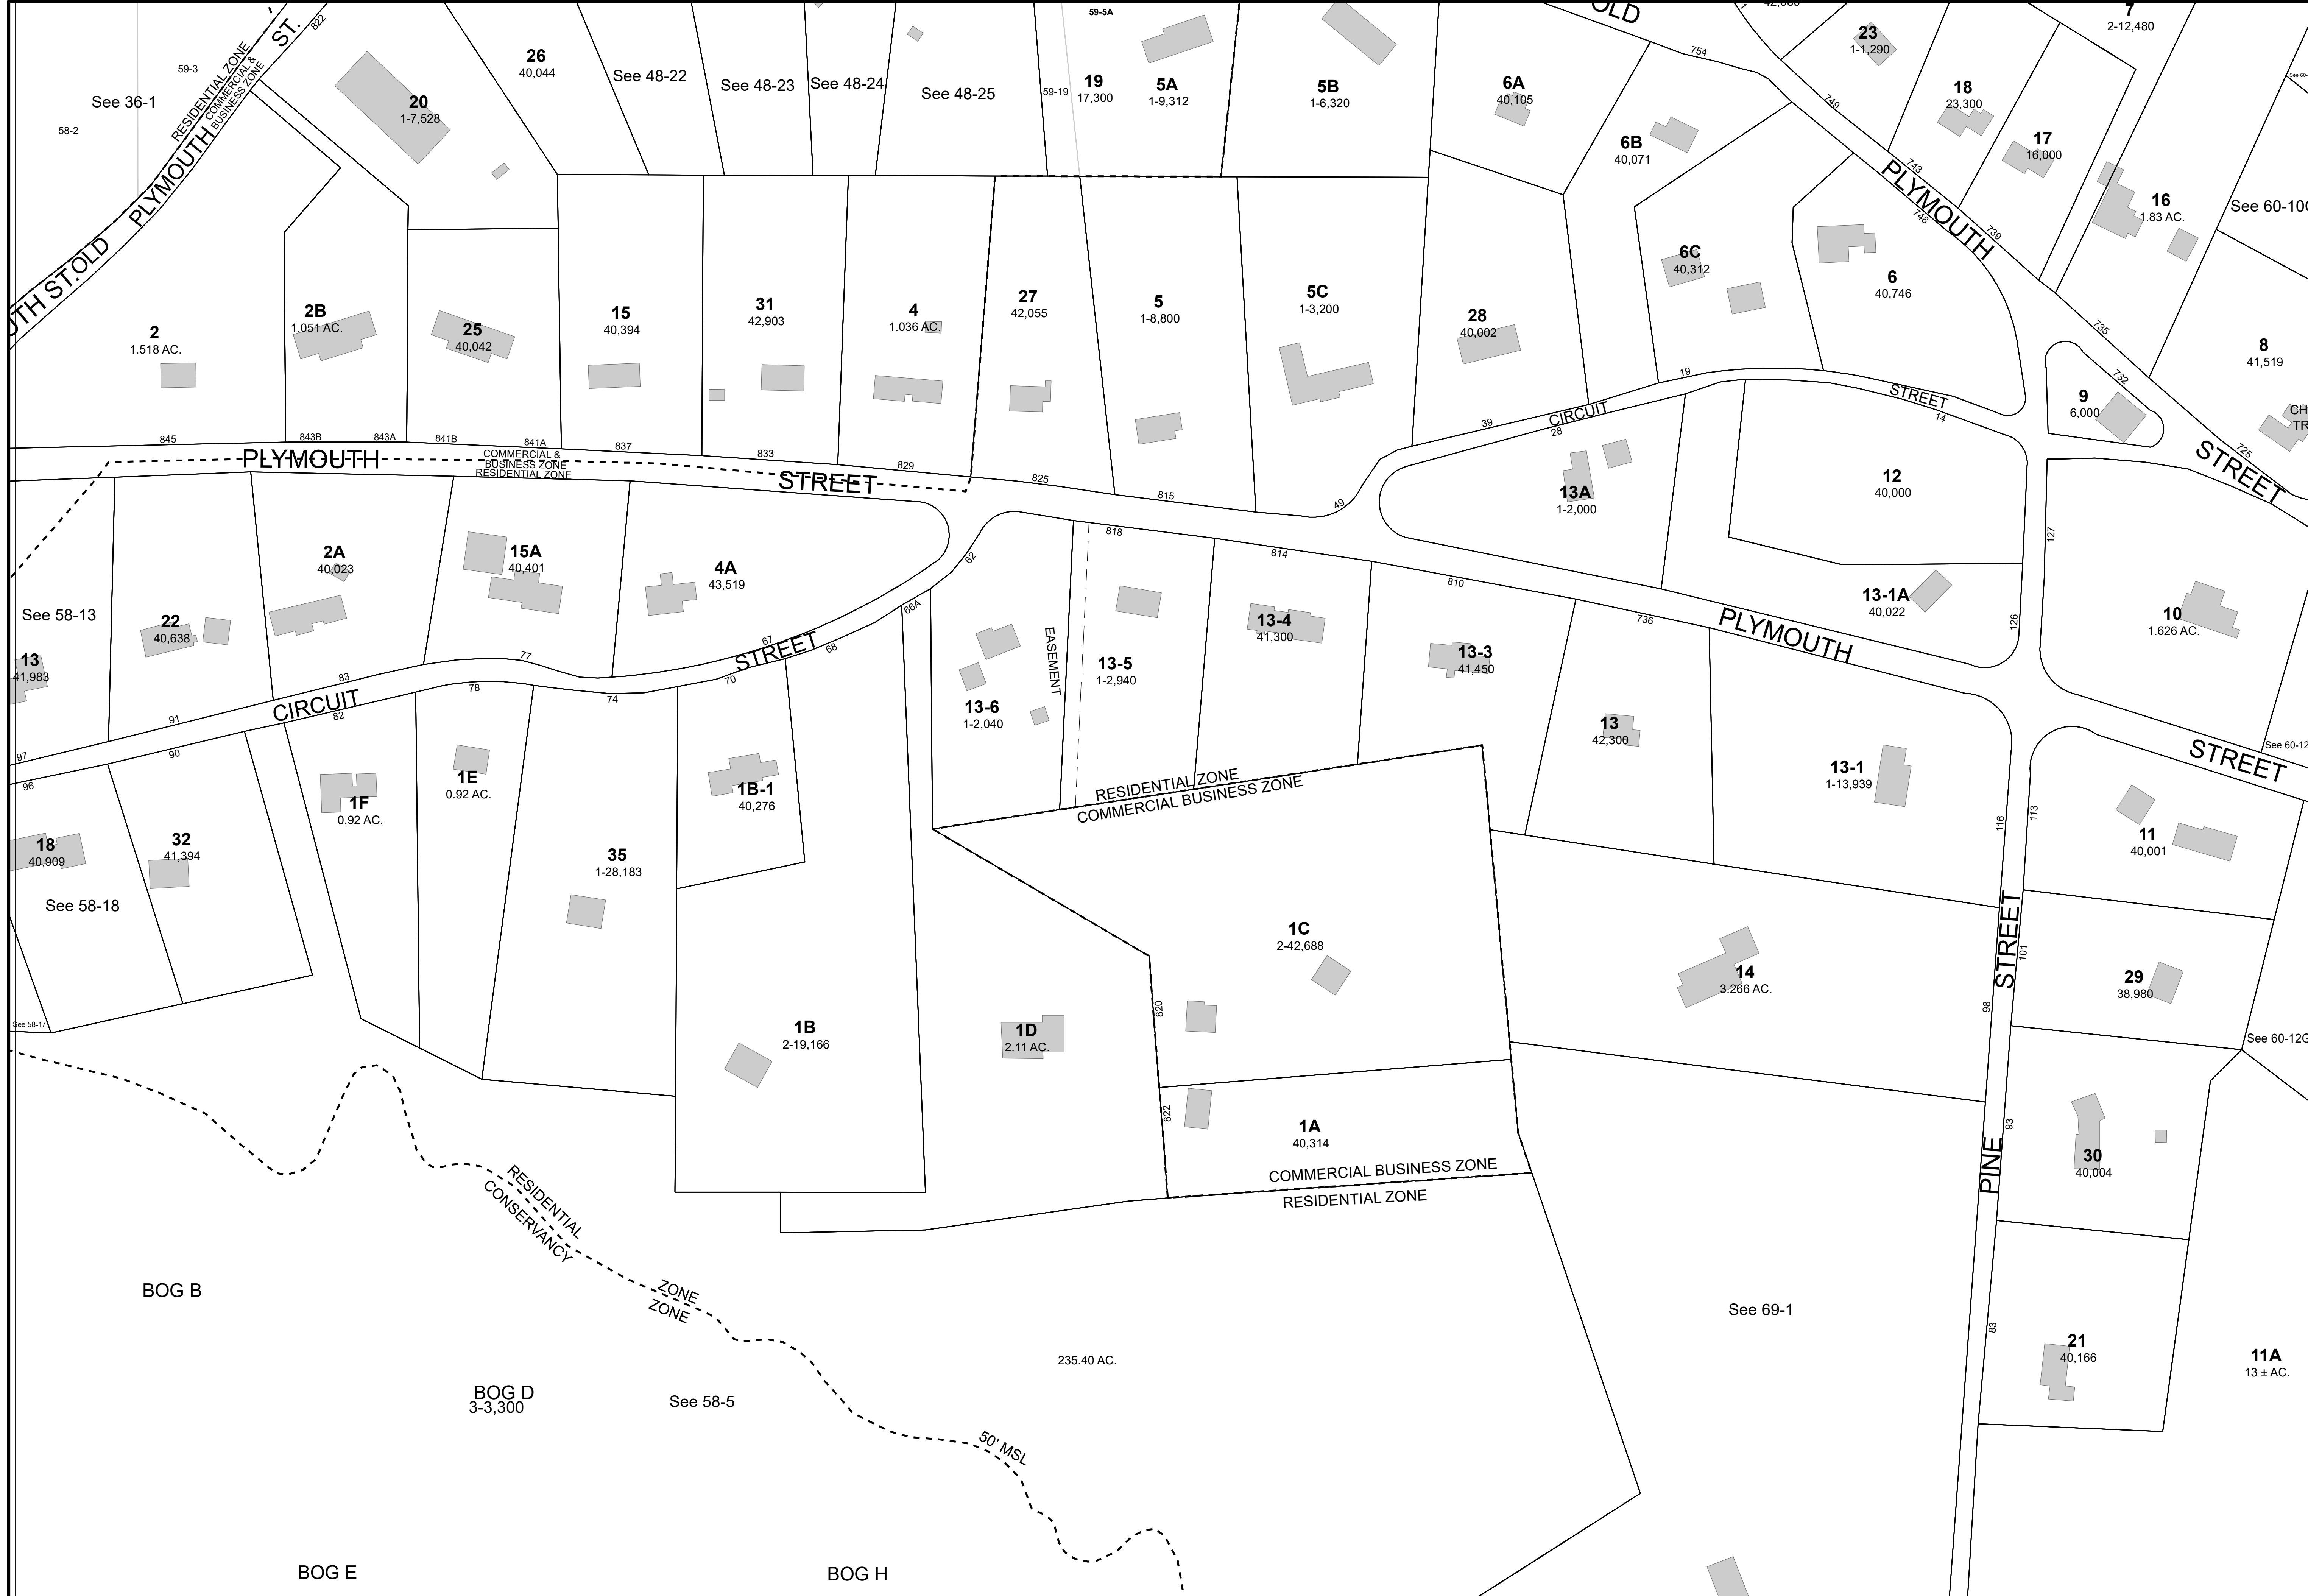 59-5A
OLD
42,350
7
2-12,480
ST.
822
26
40,044
See 48-22
See 48-23
See 48-24
See 48-25
59-19
19
17,300
5A
1-9,312
5B
1-6,320
6A
40,105
754
749
23
1-1,290
18
23,300
59-3
See 36-1
58-2
RESIDENTIAL ZONE
COMMERCIAL &
BUSINESS ZONE
PLYMOUTH
20
1-7,528
6B
40,071
17
16,000
743
PLYMOUTH
748
739
16
1.83 AC.
See 60-10
OLD
UTH ST.
2
1.518 AC.
2B
1.051 AC.
25
40,042
15
40,394
31
42,903
4
1.036 AC.
27
42,055
5
1-8,800
5C
1-3,200
28
40,002
6C
40,312
6
40,746
735
8
41,519
732
9
6,000
725
STREET
CH
TR
845
843B
843A
841B
841A
837
833
829
825
815
PLYMOUTH
COMMERCIAL &
BUSINESS ZONE
RESIDENTIAL ZONE
STREET
49
39
CIRCUIT
28
19
STREET
14
13A
1-2,000
12
40,000
127
See 58-13
22
40,638
13
41,983
2A
40,023
15A
40,401
4A
43,519
62
66A
818
814
810
736
PLYMOUTH
13-1A
40,022
126
10
1.626 AC.
See 60-12
STREET
97
96
91
90
83
CIRCUIT
82
77
78
74
70
67
STREET
68
13-6
1-2,040
EASEMENT
13-5
1-2,940
13-4
41,300
13-3
41,450
13
42,300
13-1
1-13,939
116
113
11
40,001
18
40,909
32
41,394
See 58-18
See 58-17
1F
0.92 AC.
1E
0.92 AC.
35
1-28,183
1B-1
40,276
RESIDENTIAL ZONE
COMMERCIAL BUSINESS ZONE
1C
2-42,688
14
3.266 AC.
STREET
101
98
29
38,980
See 60-12G
1B
2-19,166
1D
2.11 AC.
820
822
1A
40,314
COMMERCIAL BUSINESS ZONE
RESIDENTIAL ZONE
PINE
93
30
40,004
RESIDENTIAL
CONSERVANCY
ZONE
ZONE
BOG B
BOG D
3-3,300
See 58-5
235.40 AC.
See 69-1
83
21
40,166
11A
13 ± AC.
50' MSL
BOG E
BOG H